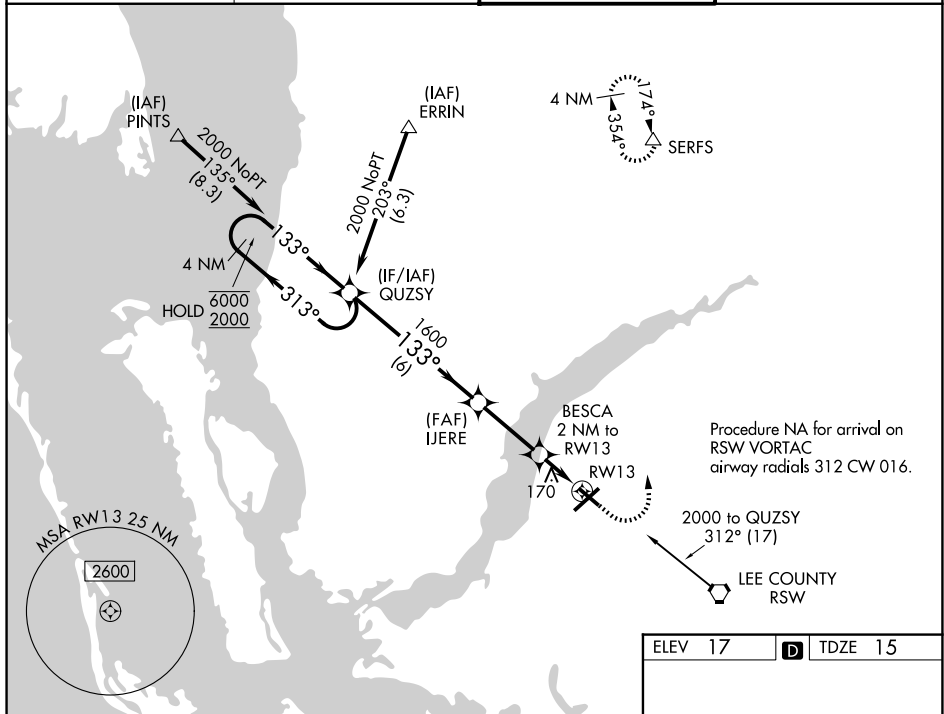 (IAF)
PINTS
2000 NoPT
135°
(8.3)
(IAF)
ERRIN
2000 NoPT
203°
(6.3)
4 NM
174°
354°
SERFS
133°
4 NM
HOLD
6000
2000
313°
(IF/IAF)
QUZSY
1600
133°
(6)
(FAF)
IJERE
BESCA
2 NM to
RW13
RW13
170
Procedure NA for arrival on
RSW VORTAC
airway radials 312 CW 016.
2000 to QUZSY
312° (17)
LEE COUNTY
RSW
MSA RW13 25 NM
2600
ELEV 17 D TDZE 15